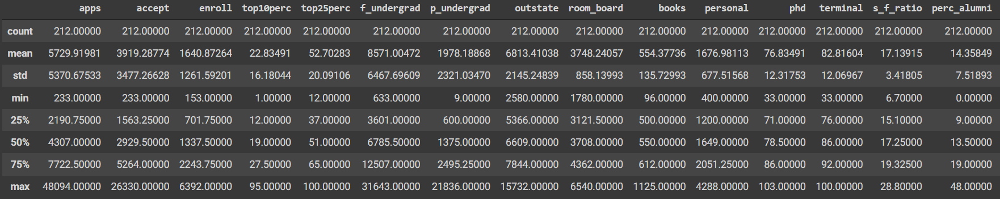 apps accept enroll top10perc top25perc f_undergrad p_undergrad outstate room_board books personal phd terminal s_f_ratio perc_alumni
count 212.00000 212.00000 212.00000 212.00000 212.00000 212.00000 212.00000 212.00000 212.00000 212.00000 212.00000 212.00000 212.00000 212.00000 212.00000
mean 5729.91981 3919.28774 1640.87264 22.83491 52.70283 8571.00472 1978.18868 6813.41038 3748.24057 554.37736 1676.98113 76.83491 82.81604 17.13915 14.35849
std 5370.67533 3477.26628 1261.59201 16.18044 20.09106 6467.69609 2321.03470 2145.24839 858.13993 135.72993 677.51568 12.31753 12.06967 3.41805 7.51893
min 233.00000 233.00000 153.00000 1.00000 12.00000 633.00000 9.00000 2580.00000 1780.00000 96.00000 400.00000 33.00000 33.00000 6.70000 0.00000
25% 2190.75000 1563.25000 701.75000 12.00000 37.00000 3601.00000 600.00000 5366.00000 3121.50000 500.00000 1200.00000 71.00000 76.00000 15.10000 9.00000
50% 4307.00000 2929.50000 1337.50000 19.00000 51.00000 6785.50000 1375.00000 6609.00000 3708.00000 550.00000 1649.00000 78.50000 86.00000 17.25000 13.50000
75% 7722.50000 5264.00000 2243.75000 27.50000 65.00000 12507.00000 2495.25000 7844.00000 4362.00000 612.00000 2051.25000 86.00000 92.00000 19.32500 19.00000
max 48094.00000 26330.00000 6392.00000 95.00000 100.00000 31643.00000 21836.00000 15732.00000 6540.00000 1125.00000 4288.00000 103.00000 100.00000 28.80000 48.00000